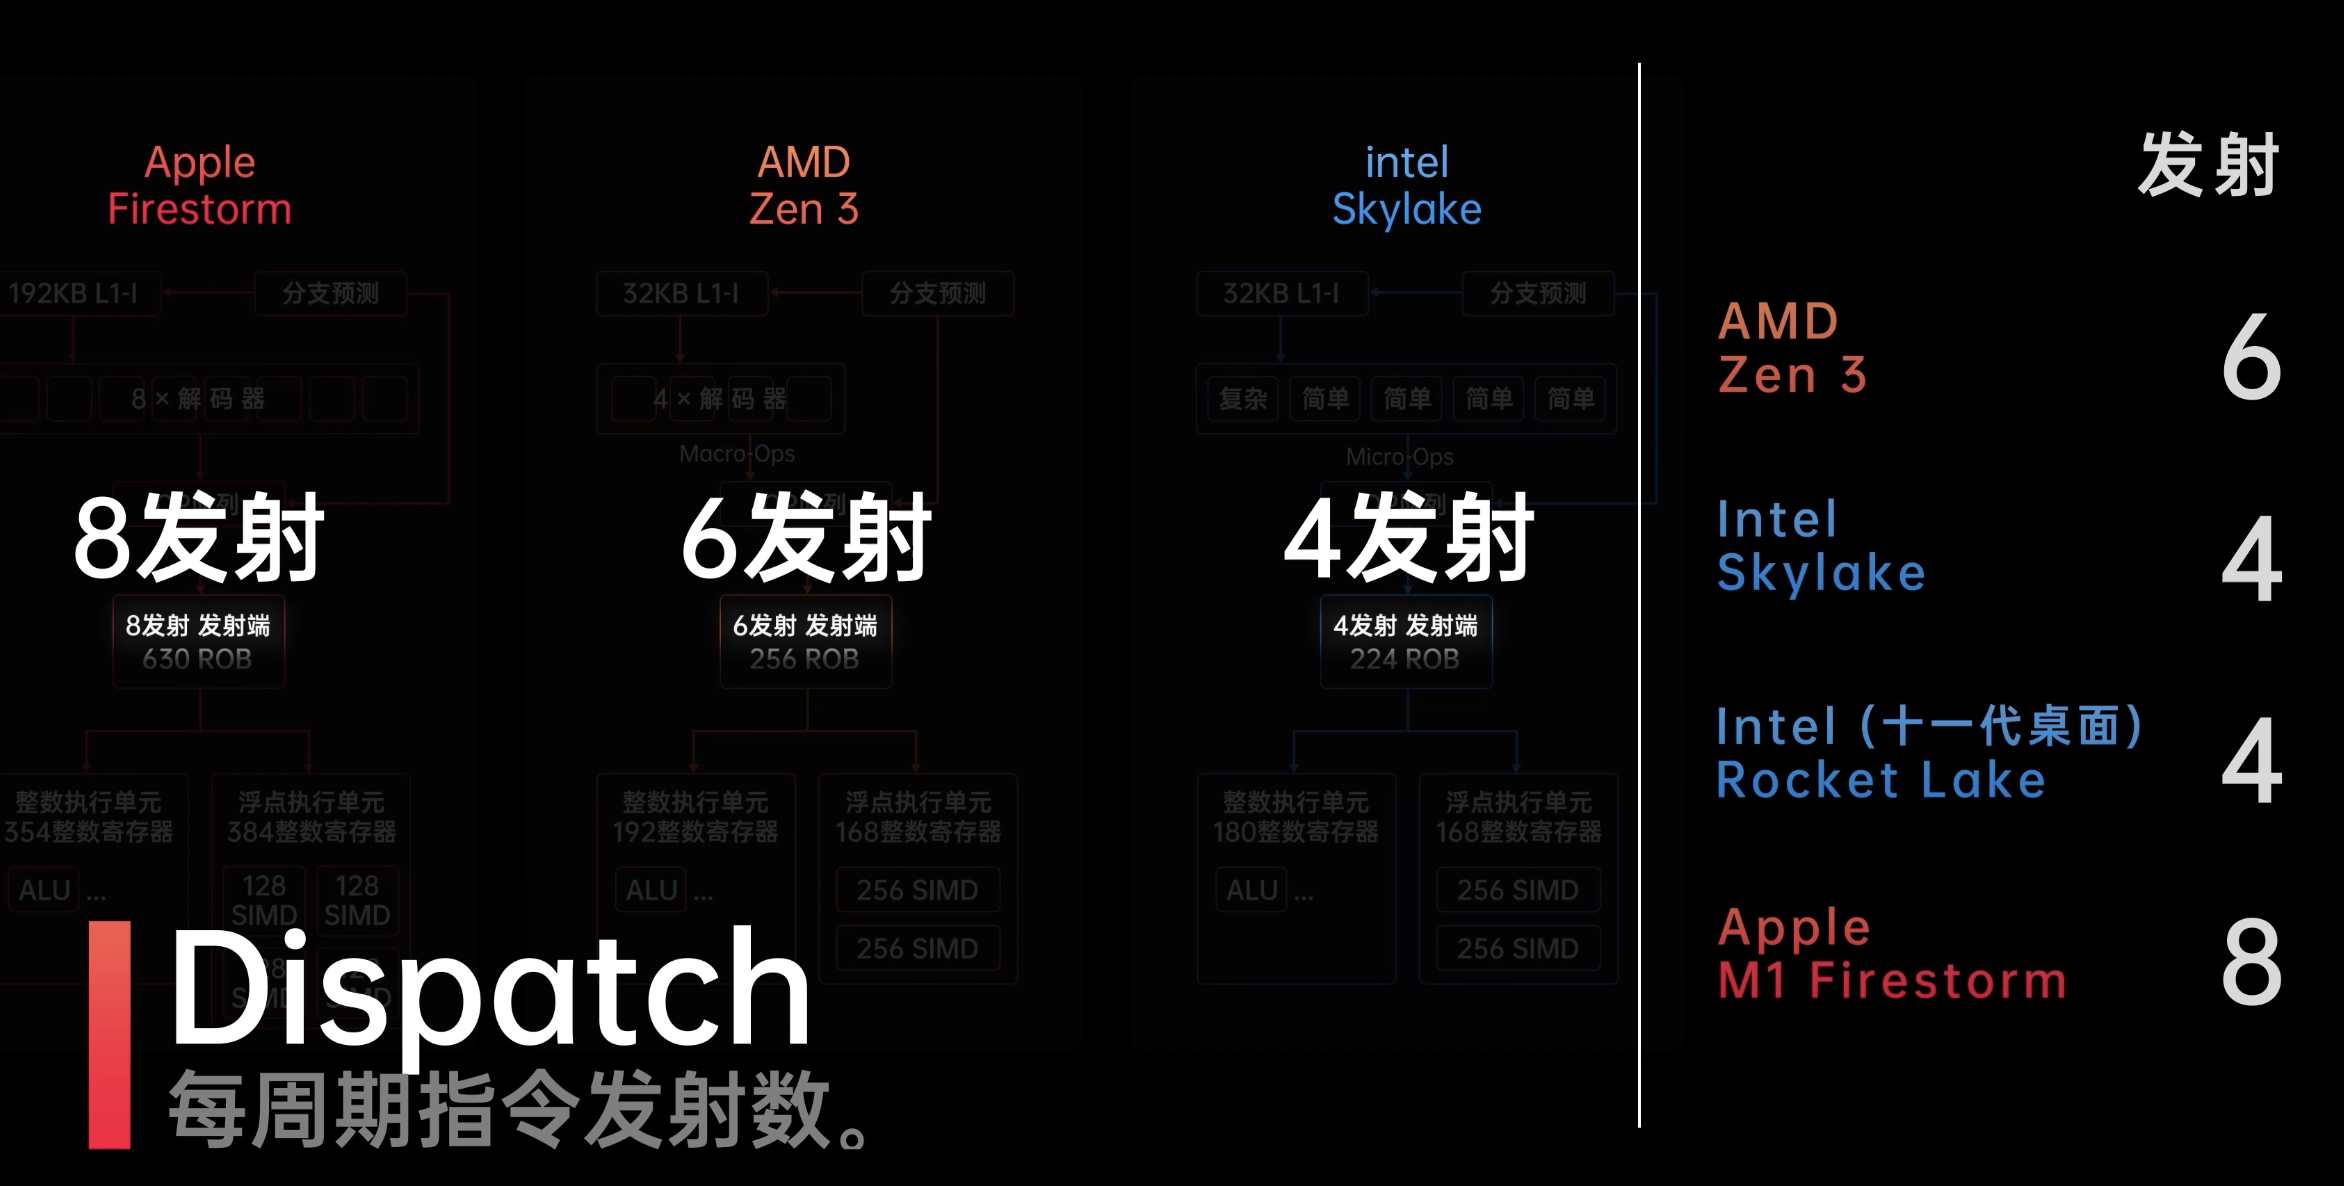 Apple
Firestorm
192KB L1-I
分支预测
8 × 解 码 器
8发射
8发射 发射端
630 ROB
整数执行单元
354整数寄存器
ALU ...
浮点执行单元
384整数寄存器
128
SIMD
128
SIMD
AMD
Zen 3
32KB L1-I
分支预测
4 × 解 码 器
Macro-Ops
6发射
6发射 发射端
256 ROB
整数执行单元
192整数寄存器
ALU ...
浮点执行单元
168整数寄存器
256 SIMD
256 SIMD
intel
Skylake
32KB L1-I
分支预测
复杂
简单
简单
简单
简单
Micro-Ops
4发射
4发射 发射端
224 ROB
整数执行单元
180整数寄存器
ALU ...
浮点执行单元
168整数寄存器
256 SIMD
256 SIMD
Dispatch
每周期指令发射数。
发射
AMD
Zen 3
6
Intel
Skylake
4
Intel (十一代桌面)
Rocket Lake
4
Apple
M1 Firestorm
8